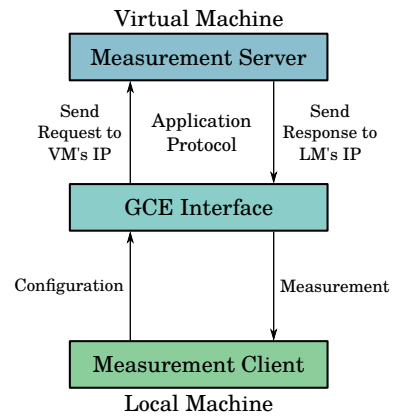 Virtual Machine
Measurement Server
Send
Request to
VM's IP
Application
Protocol
Send
Response to
LM's IP
GCE Interface
Configuration
Measurement
Measurement Client
Local Machine